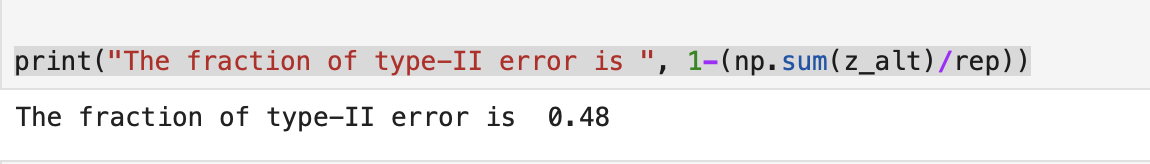 print("The fraction of type-II error is ", 1-(np.sum(z_alt)/rep))
The fraction of type-II error is  0.48